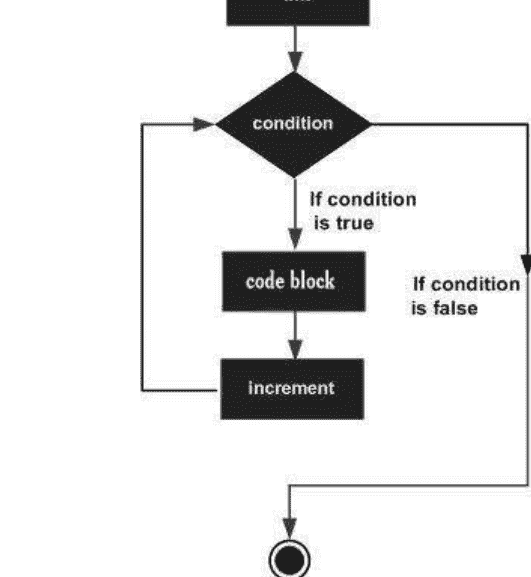 condition
If condition
is true
code block
If condition
is false
increment